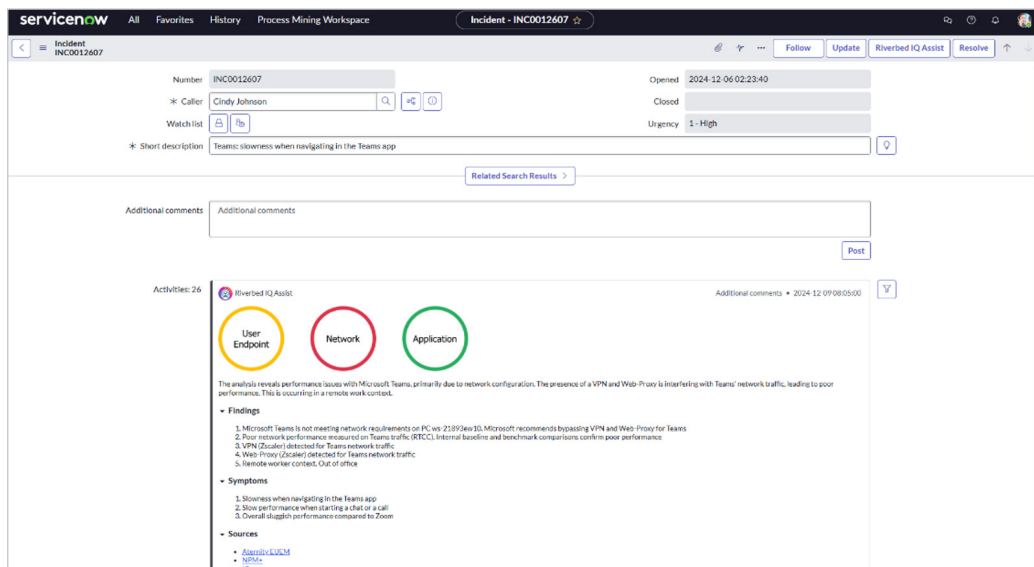 servicenow All Favorites History Process Mining Workspace Incident - INC0012607
Incident
INC0012607
Follow Update Riverbed IQ Assist Resolve
Number INC0012607 Opened 2024-12-06 02:23:40
* Caller Cindy Johnson Closed
Watch list Urgency 1 - High
* Short description Teams: slowness when navigating in the Teams app
Related Search Results
Additional comments Additional comments
Post
Activities: 26 Riverbed IQ Assist Additional comments • 2024-12-09 08:05:00
User
Endpoint
Network
Application
The analysis reveals performance issues with Microsoft Teams, primarily due to network configuration. The presence of a VPN and Web-Proxy is interfering with Teams' network traffic, leading to poor
performance. This is occurring in a remote work context.
Findings
1. Microsoft Teams is not meeting network requirements on PC ws-21893ew10. Microsoft recommends bypassing VPN and Web-Proxy for Teams
2. Poor network performance measured on Teams traffic (RTCC). Internal baseline and benchmark comparisons confirm poor performance
3. VPN (Zscaler) detected for Teams network traffic
4. Web-Proxy (Zscaler) detected for Teams network traffic
5. Remote worker context. Out of office
Symptoms
1. Slowness when navigating in the Teams app
2. Slow performance when starting a chat or a call
3. Overall sluggish performance compared to Zoom
Sources
• Aternity EUEM
• NPM+